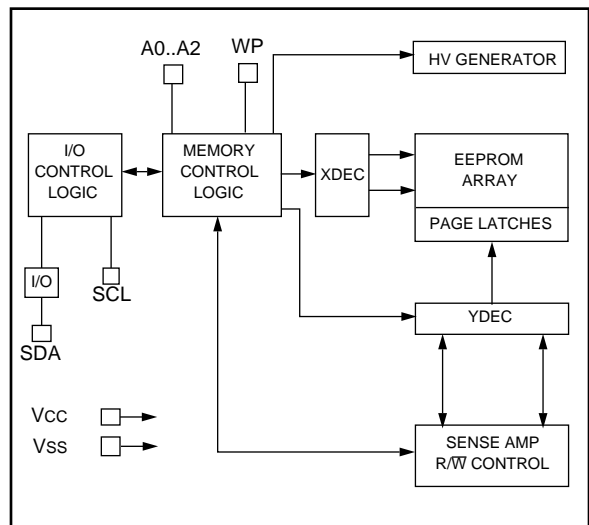 A0..A2
WP
HV GENERATOR
I/O
CONTROL
LOGIC
MEMORY
CONTROL
LOGIC
XDEC
EEPROM
ARRAY
PAGE LATCHES
I/O
SCL
SDA
YDEC
VCC
VSS
SENSE AMP
R/W̅ CONTROL